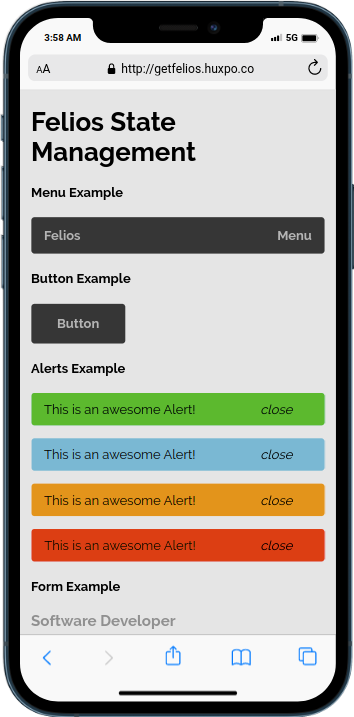 3:58 AM
5G
AA
http://getfelios.huxpo.co
Felios State
Management
Menu Example
Felios Menu
Button Example
Button
Alerts Example
This is an awesome Alert! close
This is an awesome Alert! close
This is an awesome Alert! close
This is an awesome Alert! close
Form Example
Software Developer